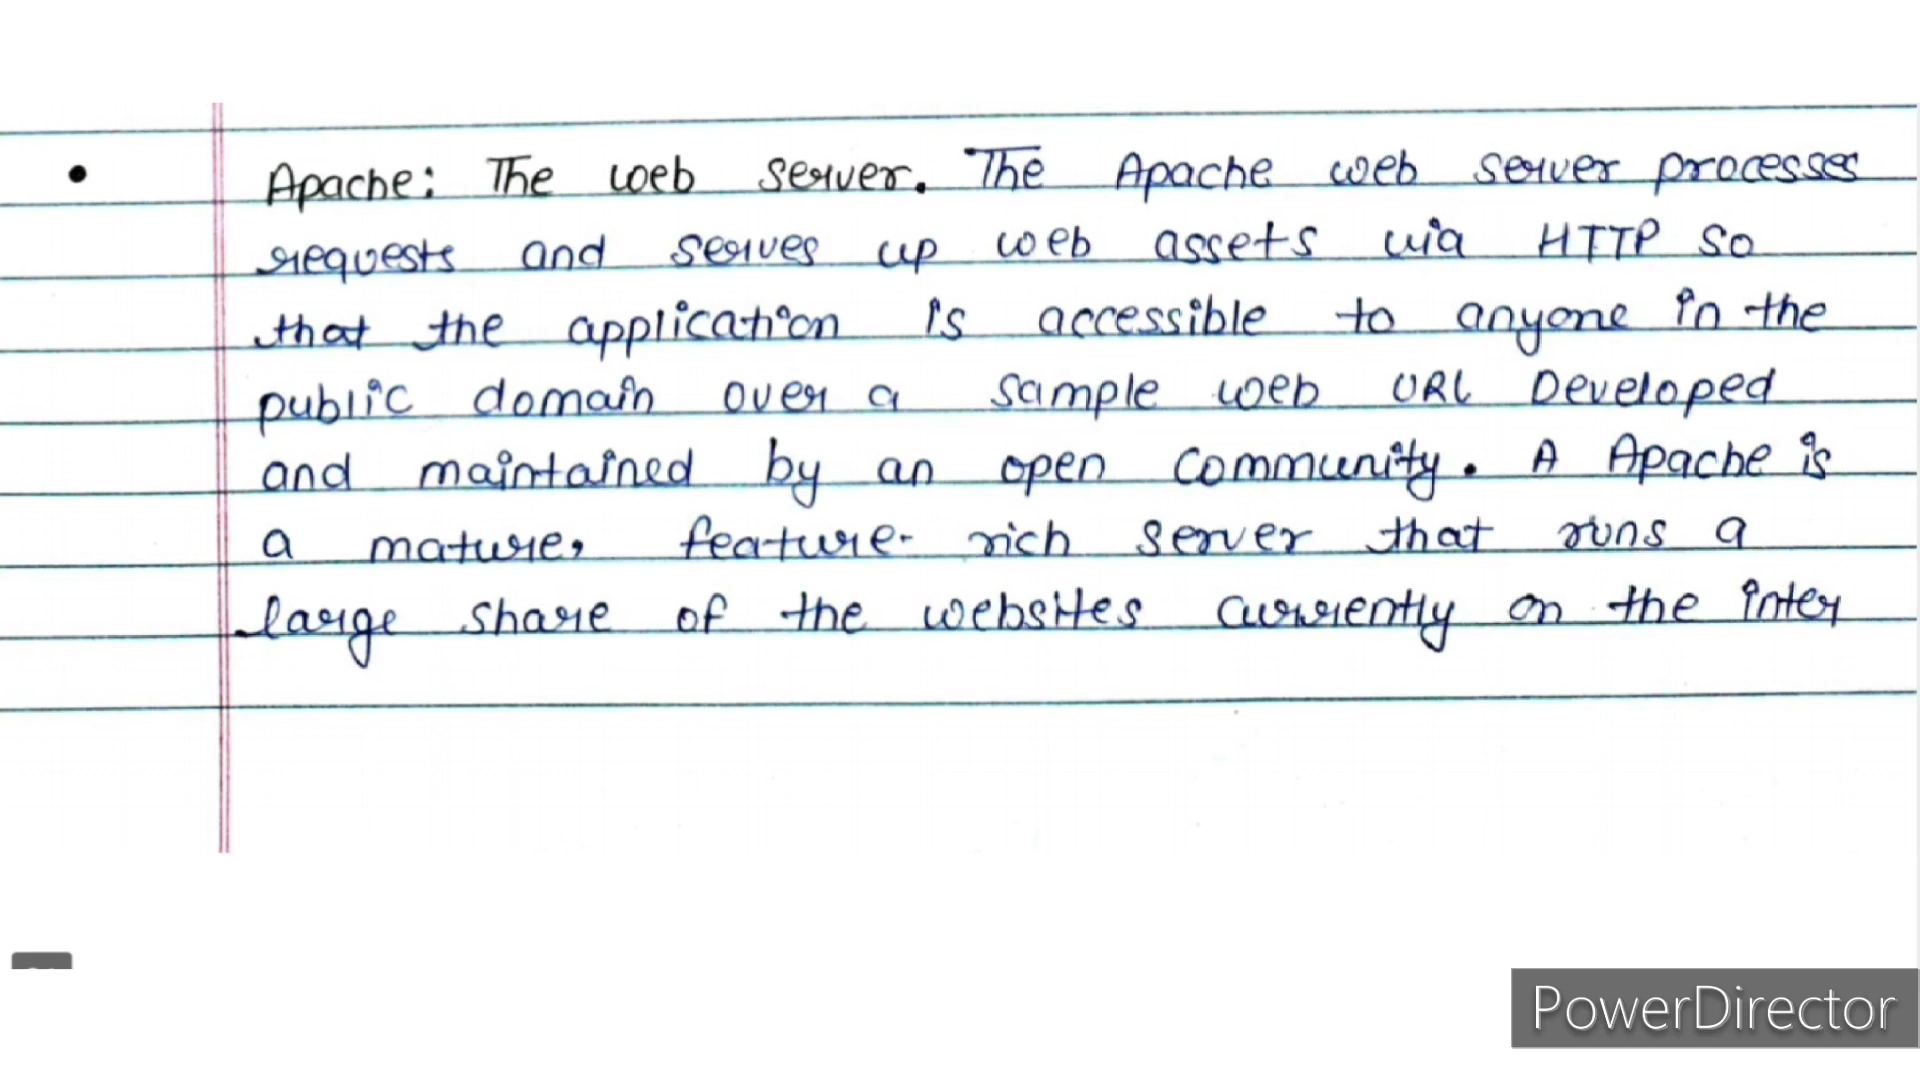 • Apache: The web server. The Apache web server processes
requests and serves up web assets via HTTP so
that the application is accessible to anyone in the
public domain over a sample web URL Developed
and maintained by an open community. A Apache is
a mature, feature-rich server that runs a
large share of the websites currently on the inter
PowerDirector